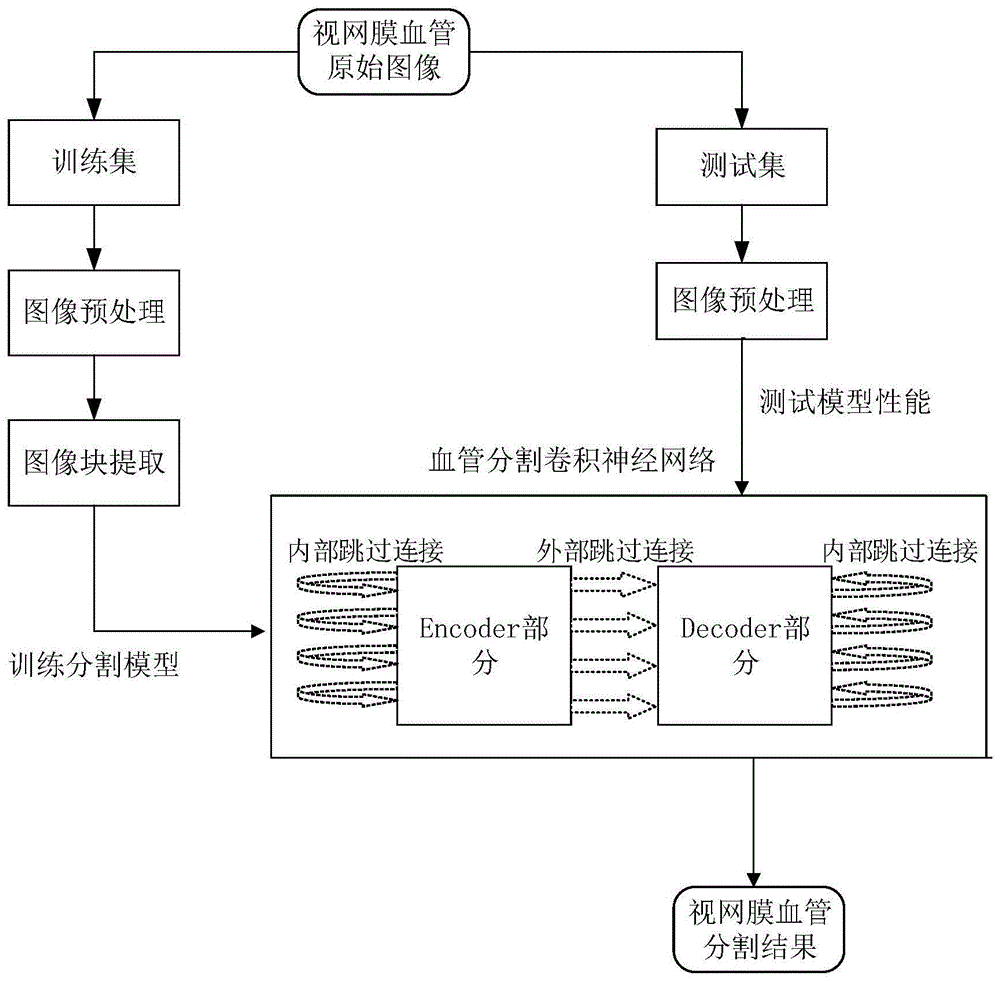 视网膜血管
原始图像
训练集
测试集
图像预处理
图像预处理
测试模型性能
图像块提取
血管分割卷积神经网络
内部跳过连接
外部跳过连接
内部跳过连接
Encoder部
分
Decoder部
分
训练分割模型
视网膜血管
分割结果